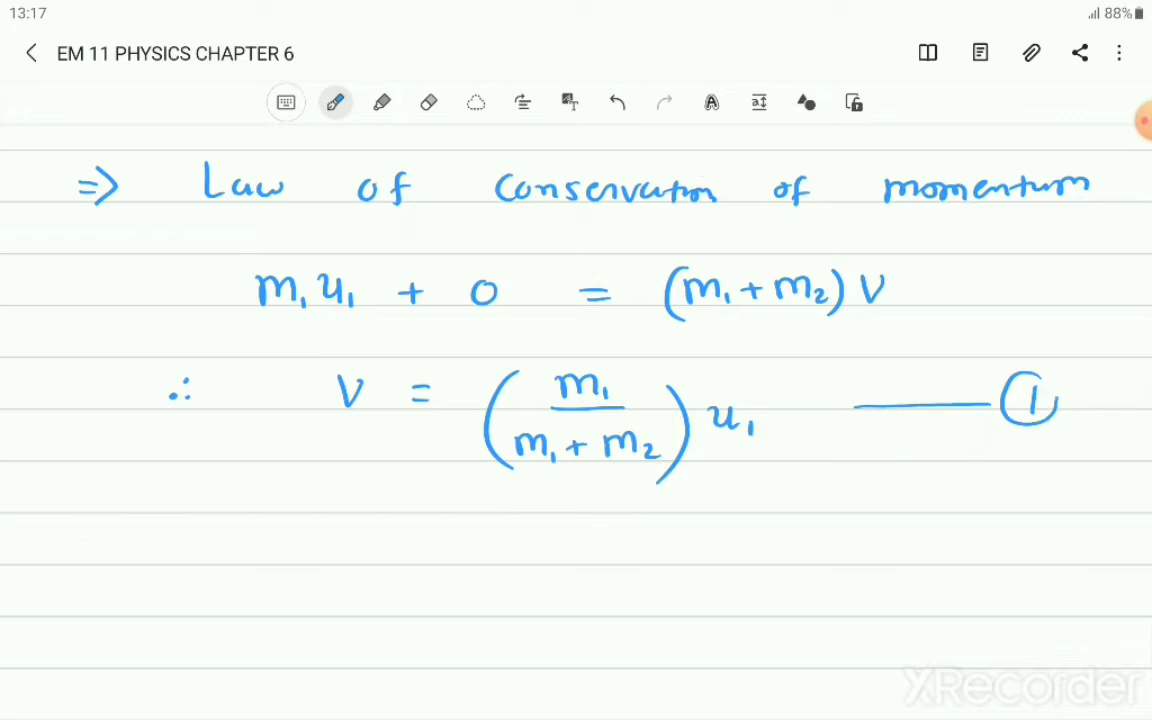 13:17 88%
EM 11 PHYSICS CHAPTER 6
⇒ Law of Conservation of momentum
m₁u₁ + 0 = (m₁ + m₂) v
∴ v = (m₁ / (m₁ + m₂)) u₁ —— ①
XRecorder